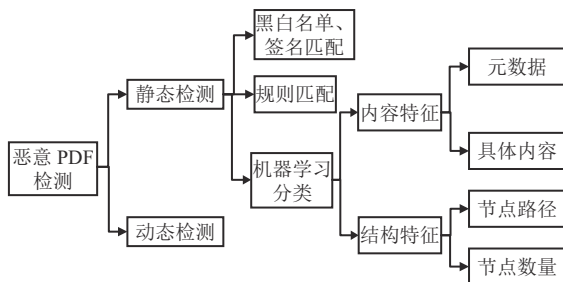 恶意 PDF
检测
静态检测
动态检测
黑白名单、
签名匹配
规则匹配
机器学习
分类
内容特征
结构特征
元数据
具体内容
节点路径
节点数量